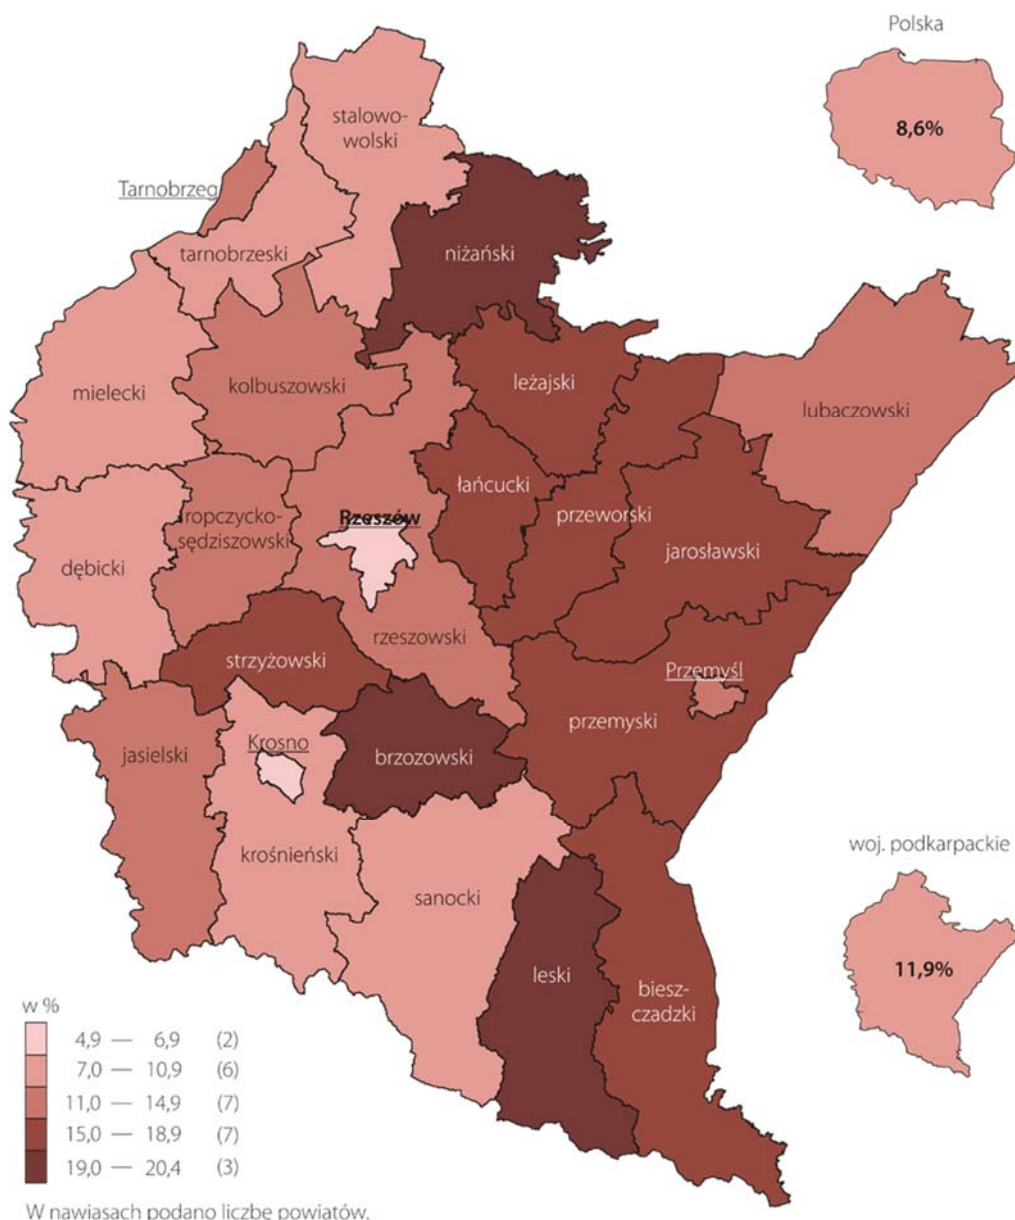 Polska
8,6%
stalowo-
wolski
Tarnobrzeg
tarnobrzeski
niżański
mielecki
kolbuszowski
leżajski
lubaczowski
łańcucki
ropczycko-
sędziszowski
Rzeszów
przeworski
jarosławski
dębicki
rzeszowski
strzyżowski
Przemyśl
przemyski
jasielski
Krosno
brzozowski
krośnieński
sanocki
woj. podkarpackie
11,9%
leski
biesz-
czadzki
w %
4,9 — 6,9 (2)
7,0 — 10,9 (6)
11,0 — 14,9 (7)
15,0 — 18,9 (7)
19,0 — 20,4 (3)
W nawiasach podano liczbę powiatów.